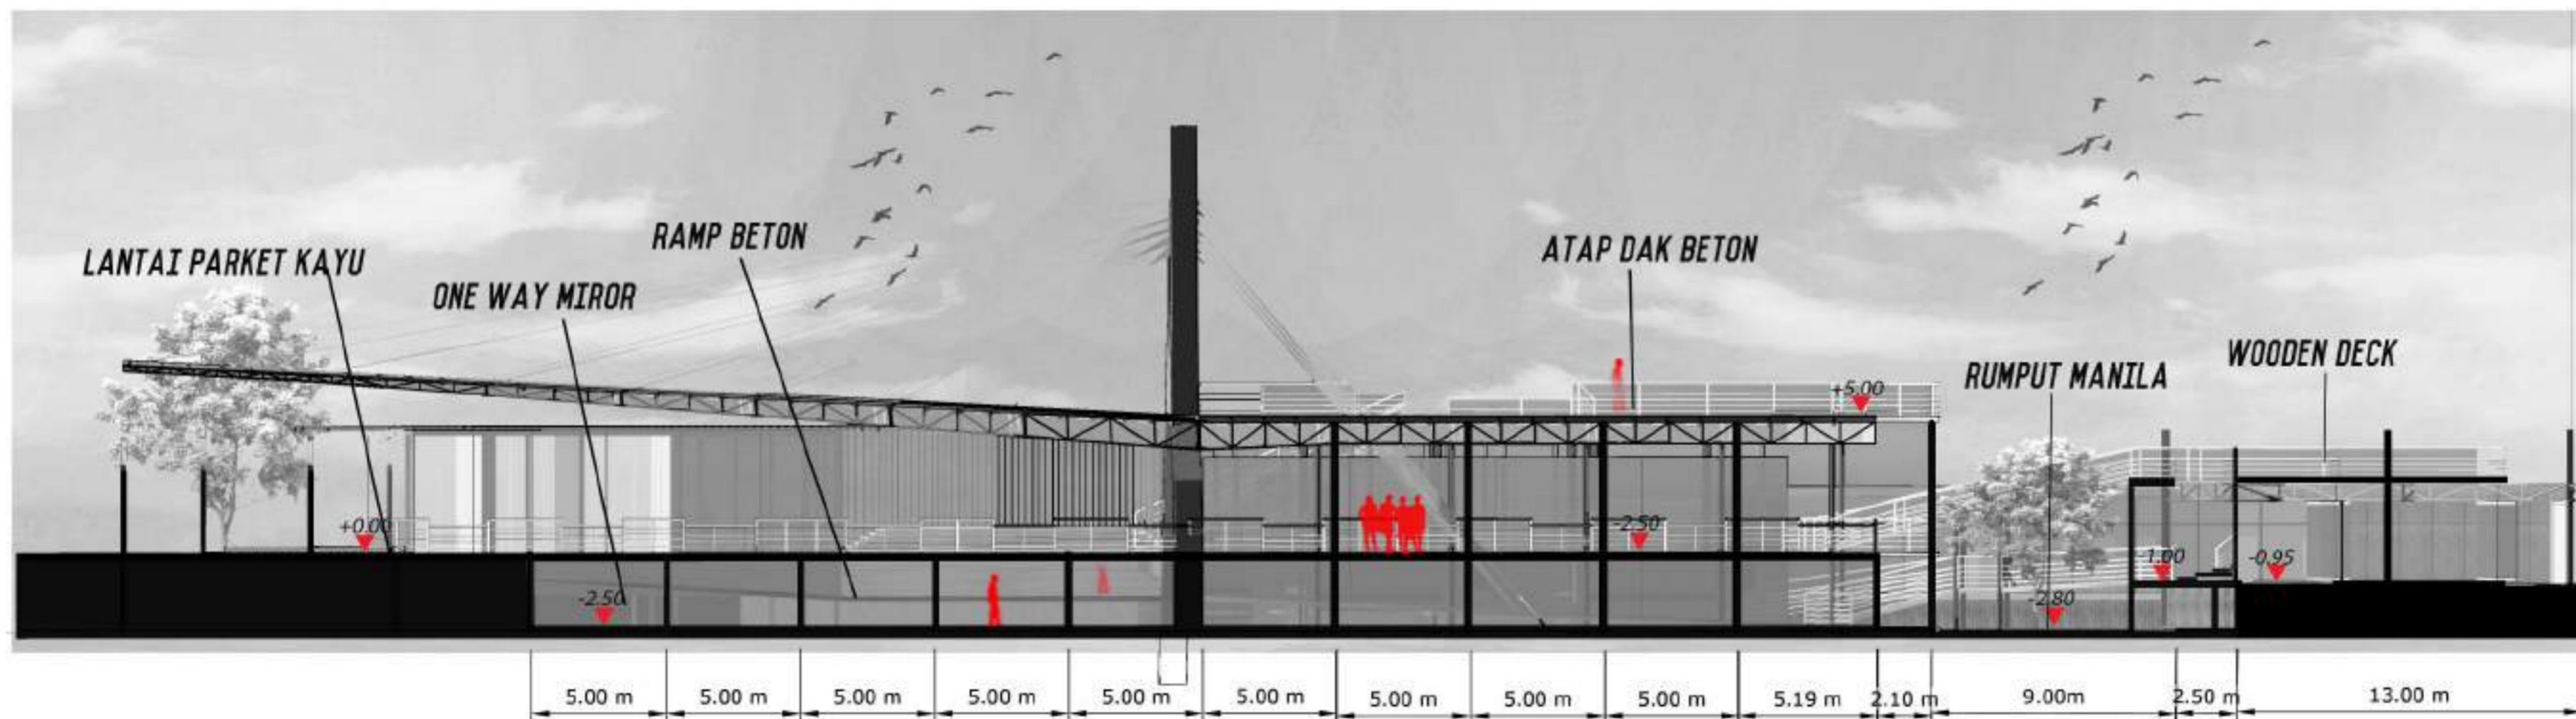 LANTAI PARKET KAYU
ONE WAY MIROR
RAMP BETON
ATAP DAK BETON
RUMPUT MANILA
WOODEN DECK
+5.00
+0.00
-2.50
-2.50
-1.00
-0.95
-2.80
5.00 m
5.00 m
5.00 m
5.00 m
5.00 m
5.00 m
5.00 m
5.00 m
5.00 m
5.19 m
2.10 m
9.00m
2.50 m
13.00 m